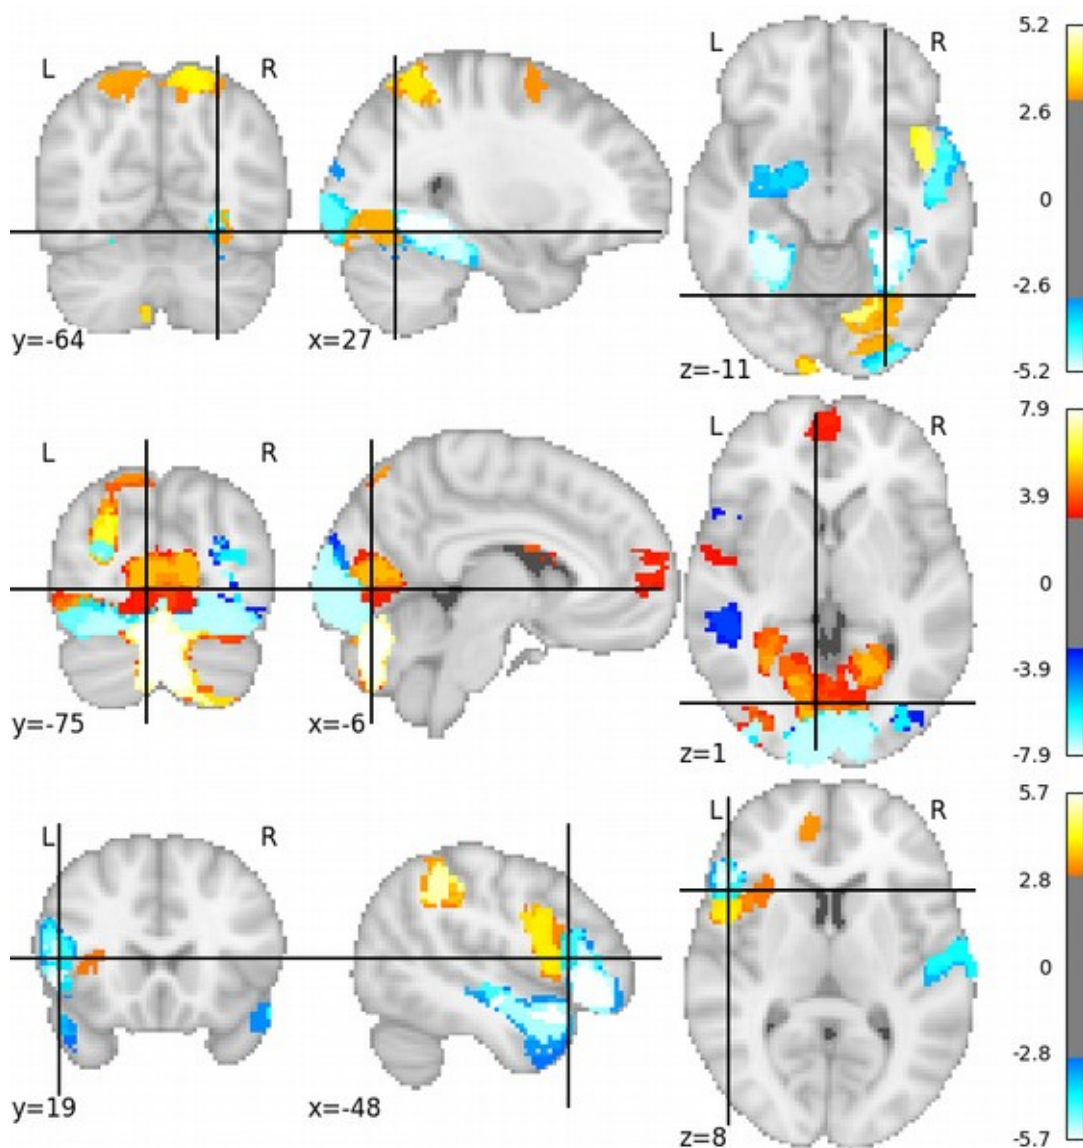 L R L R 5.2
2.6
0
-2.6
y=-64 x=27 z=-11 -5.2
L R L R 7.9
3.9
0
-3.9
y=-75 x=-6 z=1 -7.9
L R L R 5.7
2.8
0
-2.8
y=19 x=-48 z=8 -5.7